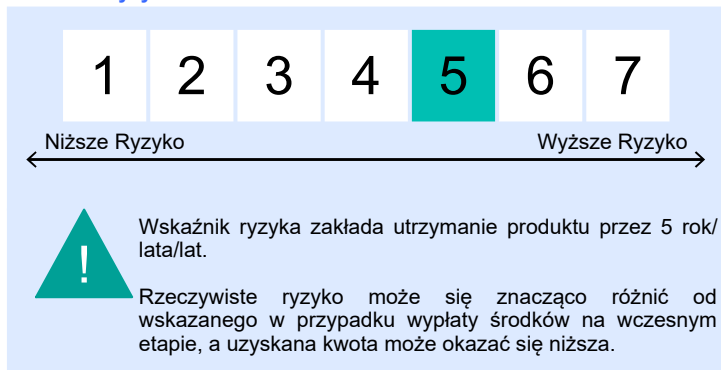 1 2 3 4 5 6 7
Niższe Ryzyko Wyższe Ryzyko
!
Wskaźnik ryzyka zakłada utrzymanie produktu przez 5 rok/
lata/lat.
Rzeczywiste ryzyko może się znacząco różnić od
wskazanego w przypadku wypłaty środków na wczesnym
etapie, a uzyskana kwota może okazać się niższa.